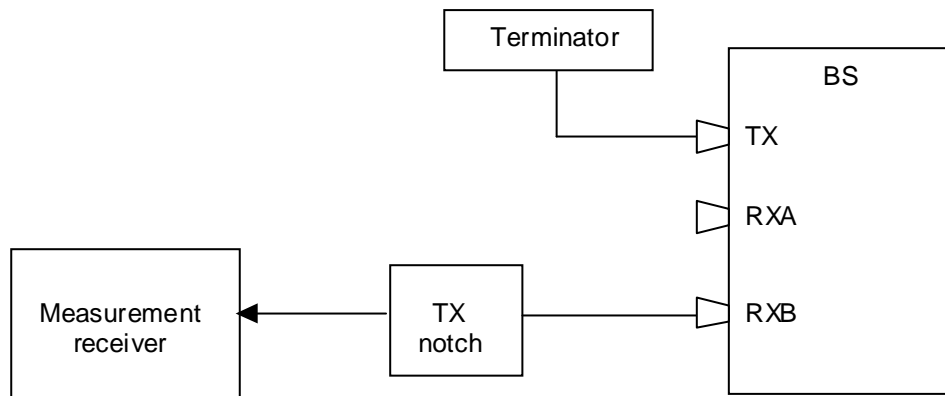 Terminator
BS
TX
RXA
Measurement
receiver
TX
notch
RXB